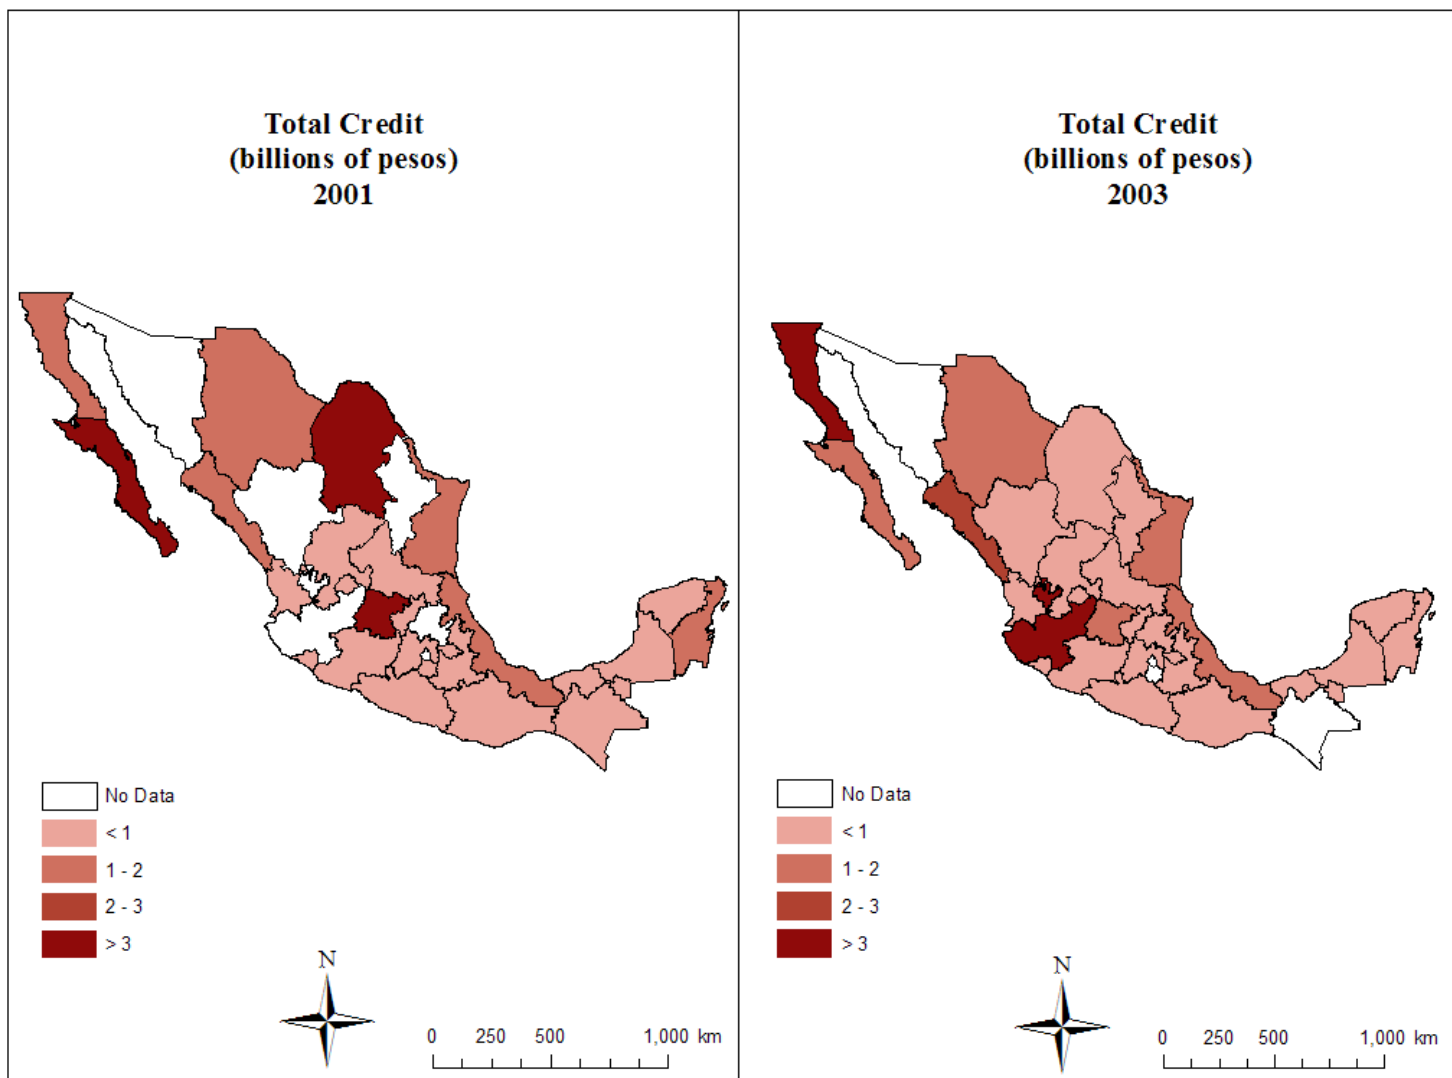 Total Credit
(billions of pesos)
2001
No Data
< 1
1 - 2
2 - 3
> 3
N
0 250 500 1,000 km
Total Credit
(billions of pesos)
2003
No Data
< 1
1 - 2
2 - 3
> 3
N
0 250 500 1,000 km